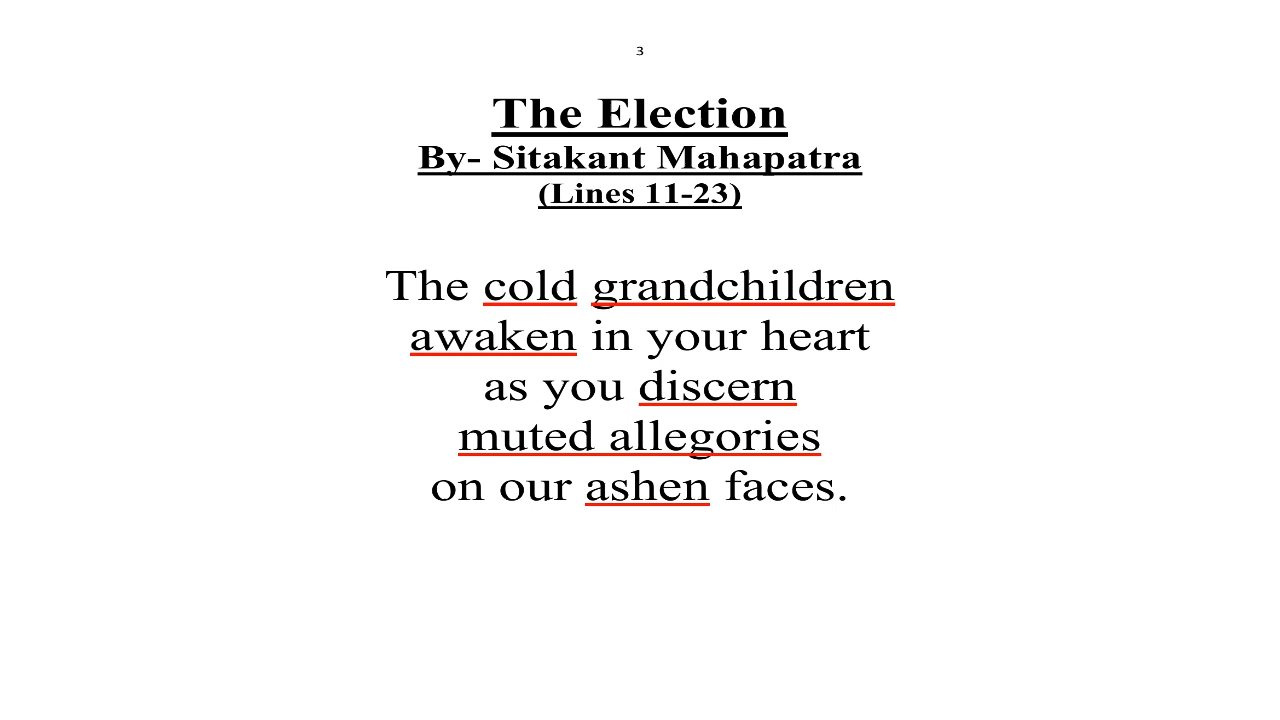 3
The Election
By- Sitakant Mahapatra
(Lines 11-23)
The cold grandchildren
awaken in your heart
as you discern
muted allegories
on our ashen faces.